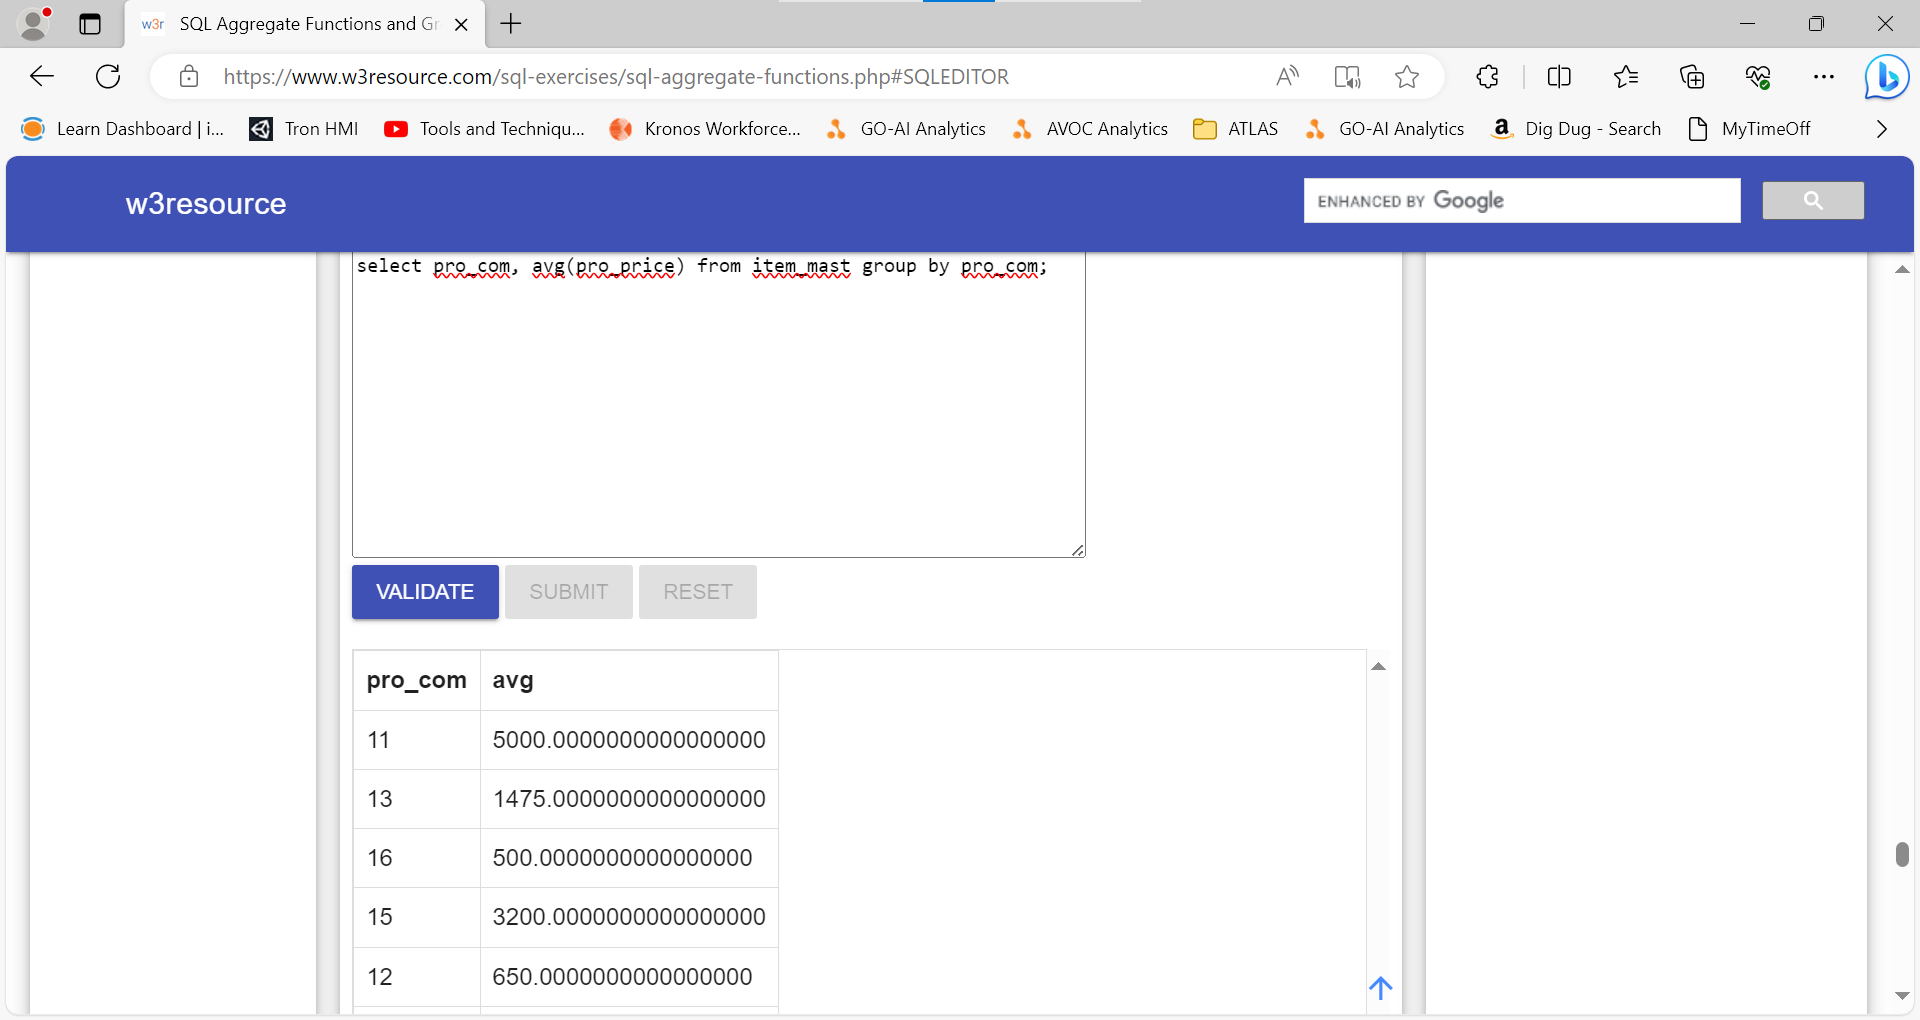 w3r SQL Aggregate Functions and Gr
https://www.w3resource.com/sql-exercises/sql-aggregate-functions.php#SQLEDITOR
Learn Dashboard | i... Tron HMI Tools and Techniqu... Kronos Workforce... GO-AI Analytics AVOC Analytics ATLAS GO-AI Analytics Dig Dug - Search MyTimeOff
w3resource ENHANCED BY Google
select pro_com, avg(pro_price) from item_mast group by pro_com;
VALIDATE SUBMIT RESET
pro_com avg
11 5000.0000000000000000
13 1475.0000000000000000
16 500.0000000000000000
15 3200.0000000000000000
12 650.0000000000000000